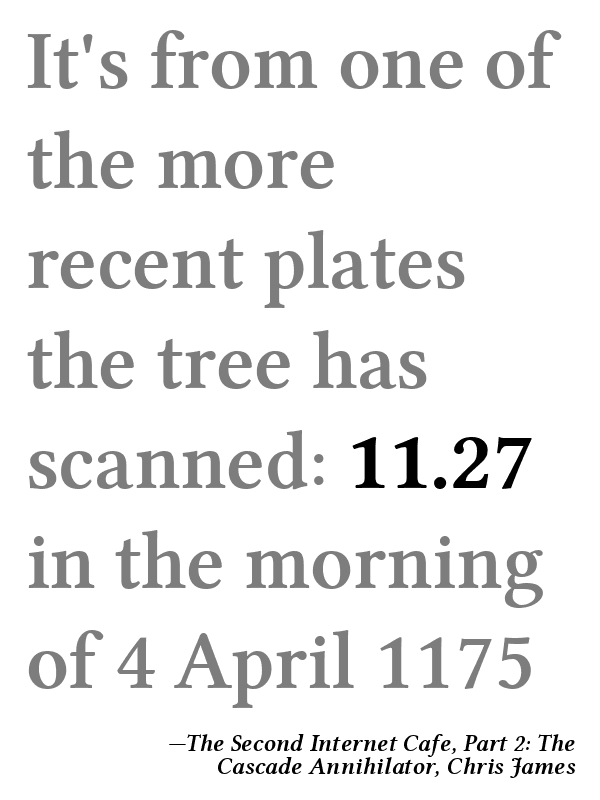 It's from one of
the more
recent plates
the tree has
scanned: 11.27
in the morning
of 4 April 1175
—The Second Internet Cafe, Part 2: The
Cascade Annihilator, Chris James